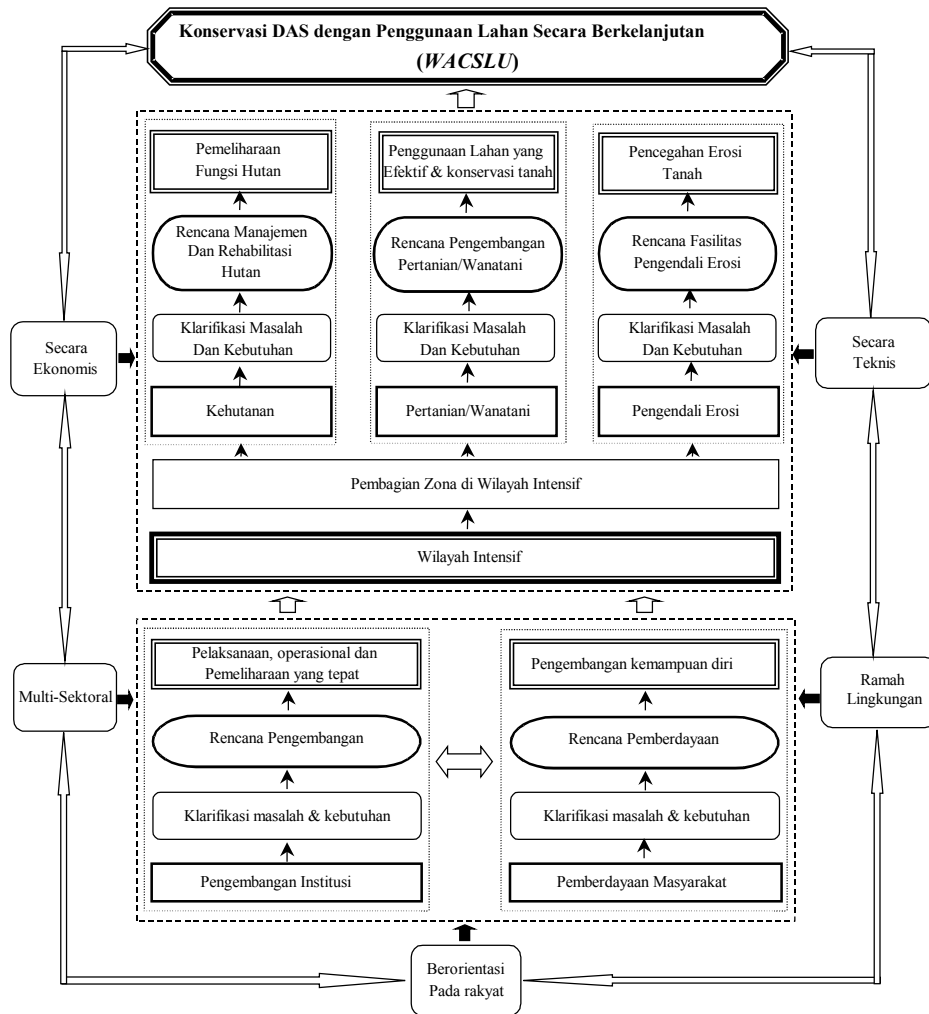 Konservasi DAS dengan Penggunaan Lahan Secara Berkelanjutan
(WACSLU)
Pemeliharaan
Fungsi Hutan
Penggunaan Lahan yang
Efektif & konservasi tanah
Pencegahan Erosi
Tanah
Rencana Manajemen
Dan Rehabilitasi
Hutan
Rencana Pengembangan
Pertanian/Wanatani
Rencana Fasilitas
Pengendali Erosi
Klarifikasi Masalah
Dan Kebutuhan
Klarifikasi Masalah
Dan Kebutuhan
Klarifikasi Masalah
Dan Kebutuhan
Secara
Ekonomis
Secara
Teknis
Kehutanan
Pertanian/Wanatani
Pengendali Erosi
Pembagian Zona di Wilayah Intensif
Wilayah Intensif
Pelaksanaan, operasional dan
Pemeliharaan yang tepat
Pengembangan kemampuan diri
Multi-Sektoral
Ramah
Lingkungan
Rencana Pengembangan
Rencana Pemberdayaan
Klarifikasi masalah & kebutuhan
Klarifikasi masalah & kebutuhan
Pengembangan Institusi
Pemberdayaan Masyarakat
Berorientasi
Pada rakyat